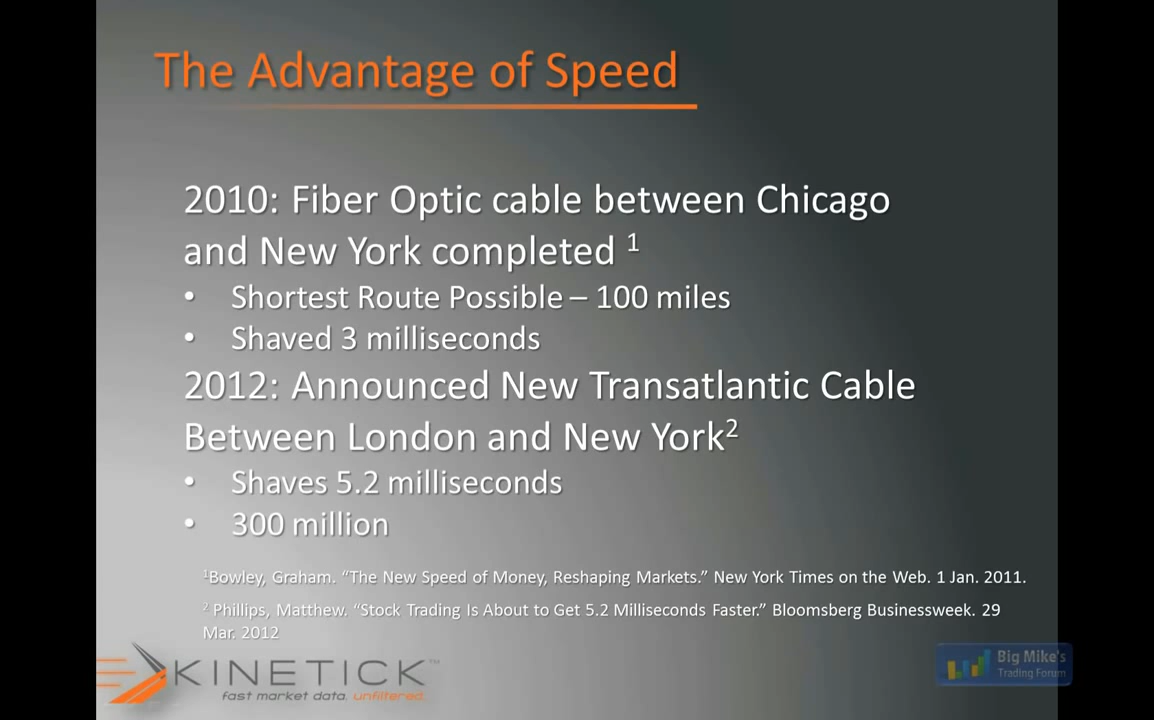 The Advantage of Speed
2010: Fiber Optic cable between Chicago
and New York completed 1
• Shortest Route Possible – 100 miles
• Shaved 3 milliseconds
2012: Announced New Transatlantic Cable
Between London and New York2
• Shaves 5.2 milliseconds
• 300 million
1Bowley, Graham. “The New Speed of Money, Reshaping Markets.” New York Times on the Web. 1 Jan. 2011.
2 Phillips, Matthew. “Stock Trading Is About to Get 5.2 Milliseconds Faster.” Bloomsberg Businessweek. 29
Mar. 2012
KINETICK™
fast market data. unfiltered.
Big Mike's
Trading Forum